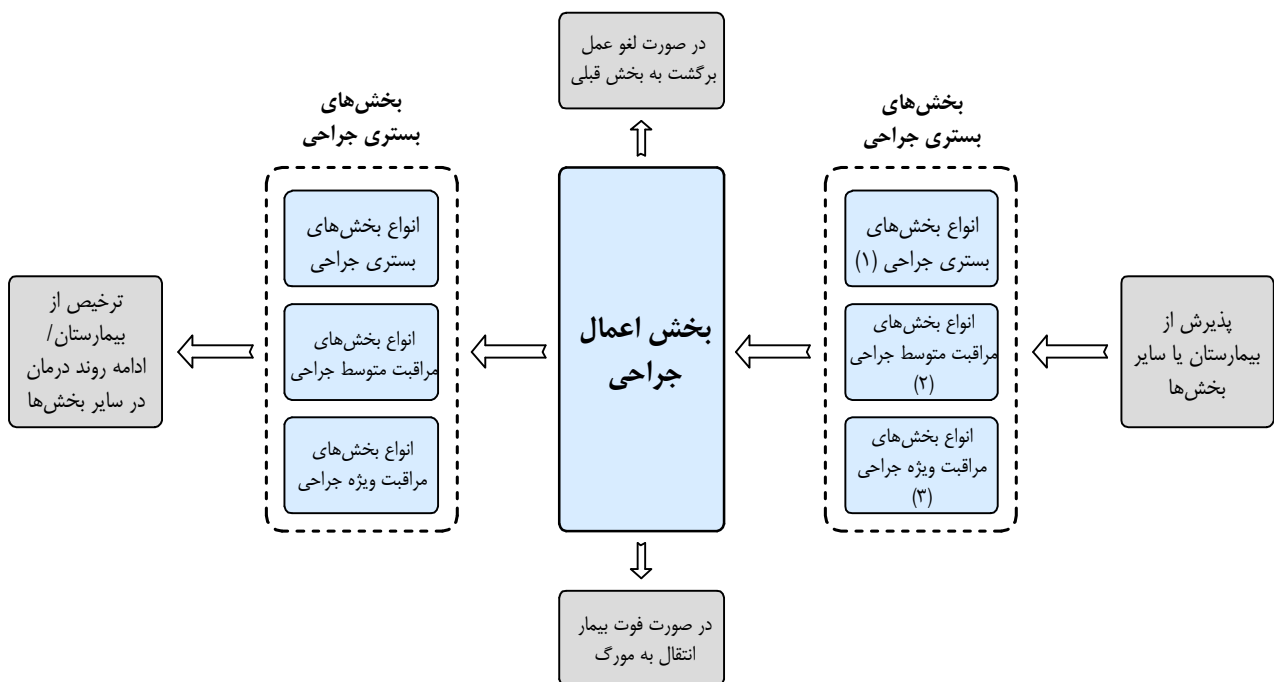 در صورت لغو عمل
برگشت به بخش قبلی
بخش‌های
بستری جراحی
پذیرش از
بیمارستان یا سایر
بخش‌ها
انواع بخش‌های
بستری جراحی (۱)
انواع بخش‌های
مراقبت متوسط جراحی
(۲)
انواع بخش‌های
مراقبت ویژه جراحی
(۳)
بخش اعمال
جراحی
بخش‌های
بستری جراحی
انواع بخش‌های
بستری جراحی
انواع بخش‌های
مراقبت متوسط جراحی
انواع بخش‌های
مراقبت ویژه جراحی
ترخیص از
بیمارستان/
ادامه روند درمان
در سایر بخش‌ها
در صورت فوت بیمار
انتقال به مورگ